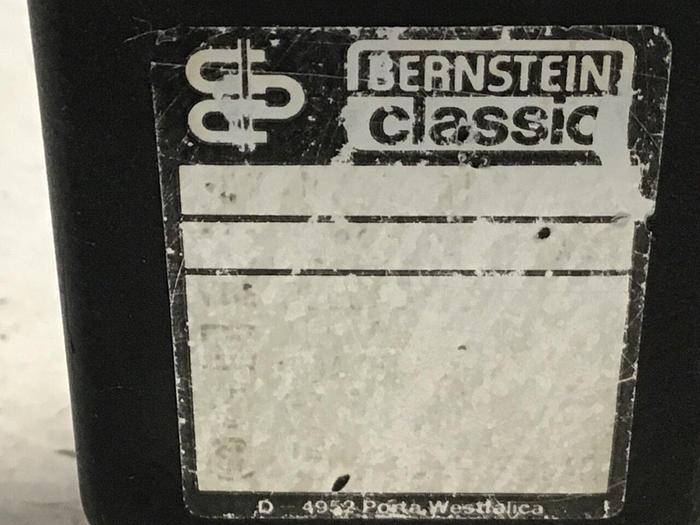 BERNSTEIN
classic
D - 4952 Porta Westfalica